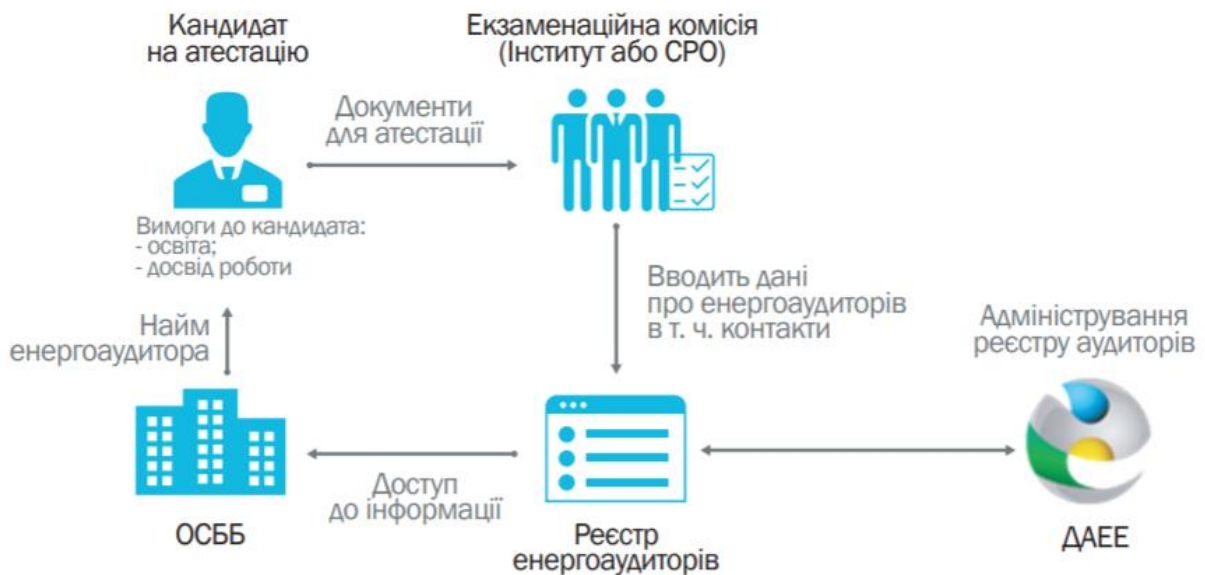 Кандидат
на атестацію
Екзаменаційна комісія
(Інститут або СРО)
Документи
для атестації
Вимоги до кандидата:
- освіта;
- досвід роботи
Вводить дані
про енергоаудиторів
в т. ч. контакти
Найм
енергоаудитора
Адміністрування
реєстру аудиторів
Доступ
до інформації
ОСББ
Реєстр
енергоаудиторів
ДАЕЕ